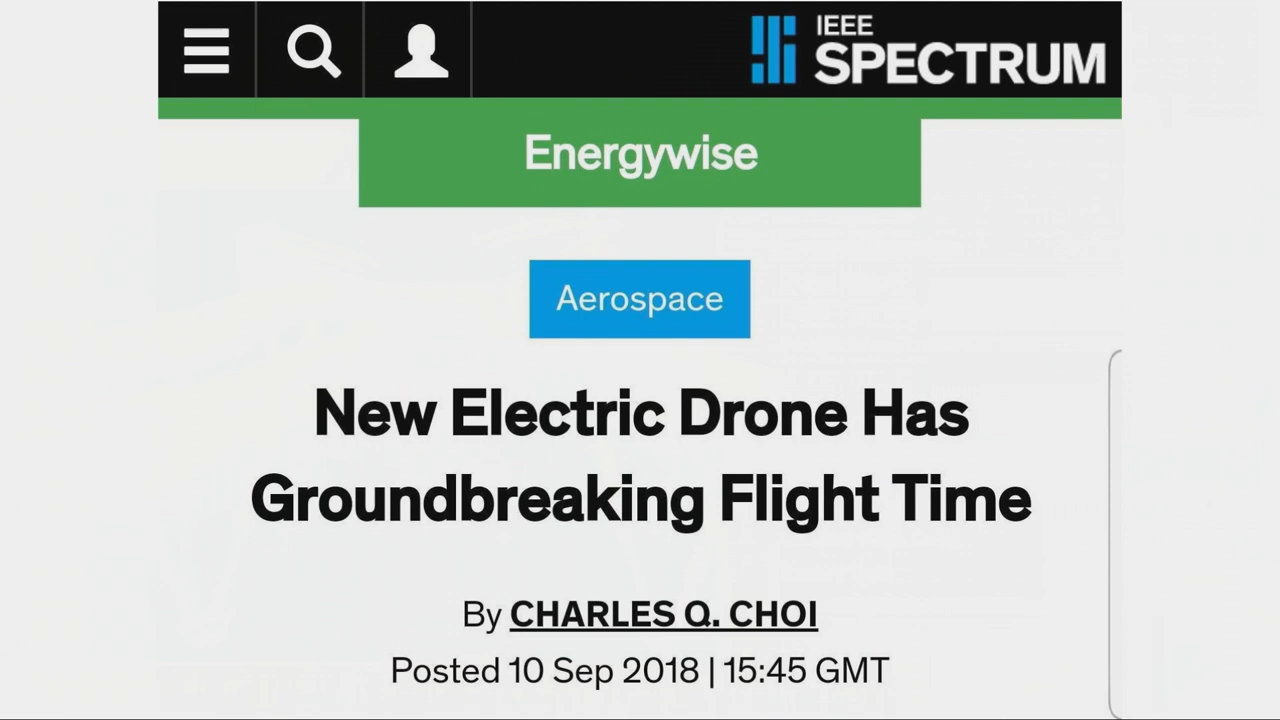 IEEE
SPECTRUM
Energywise
Aerospace
New Electric Drone Has
Groundbreaking Flight Time
By CHARLES Q. CHOI
Posted 10 Sep 2018 | 15:45 GMT